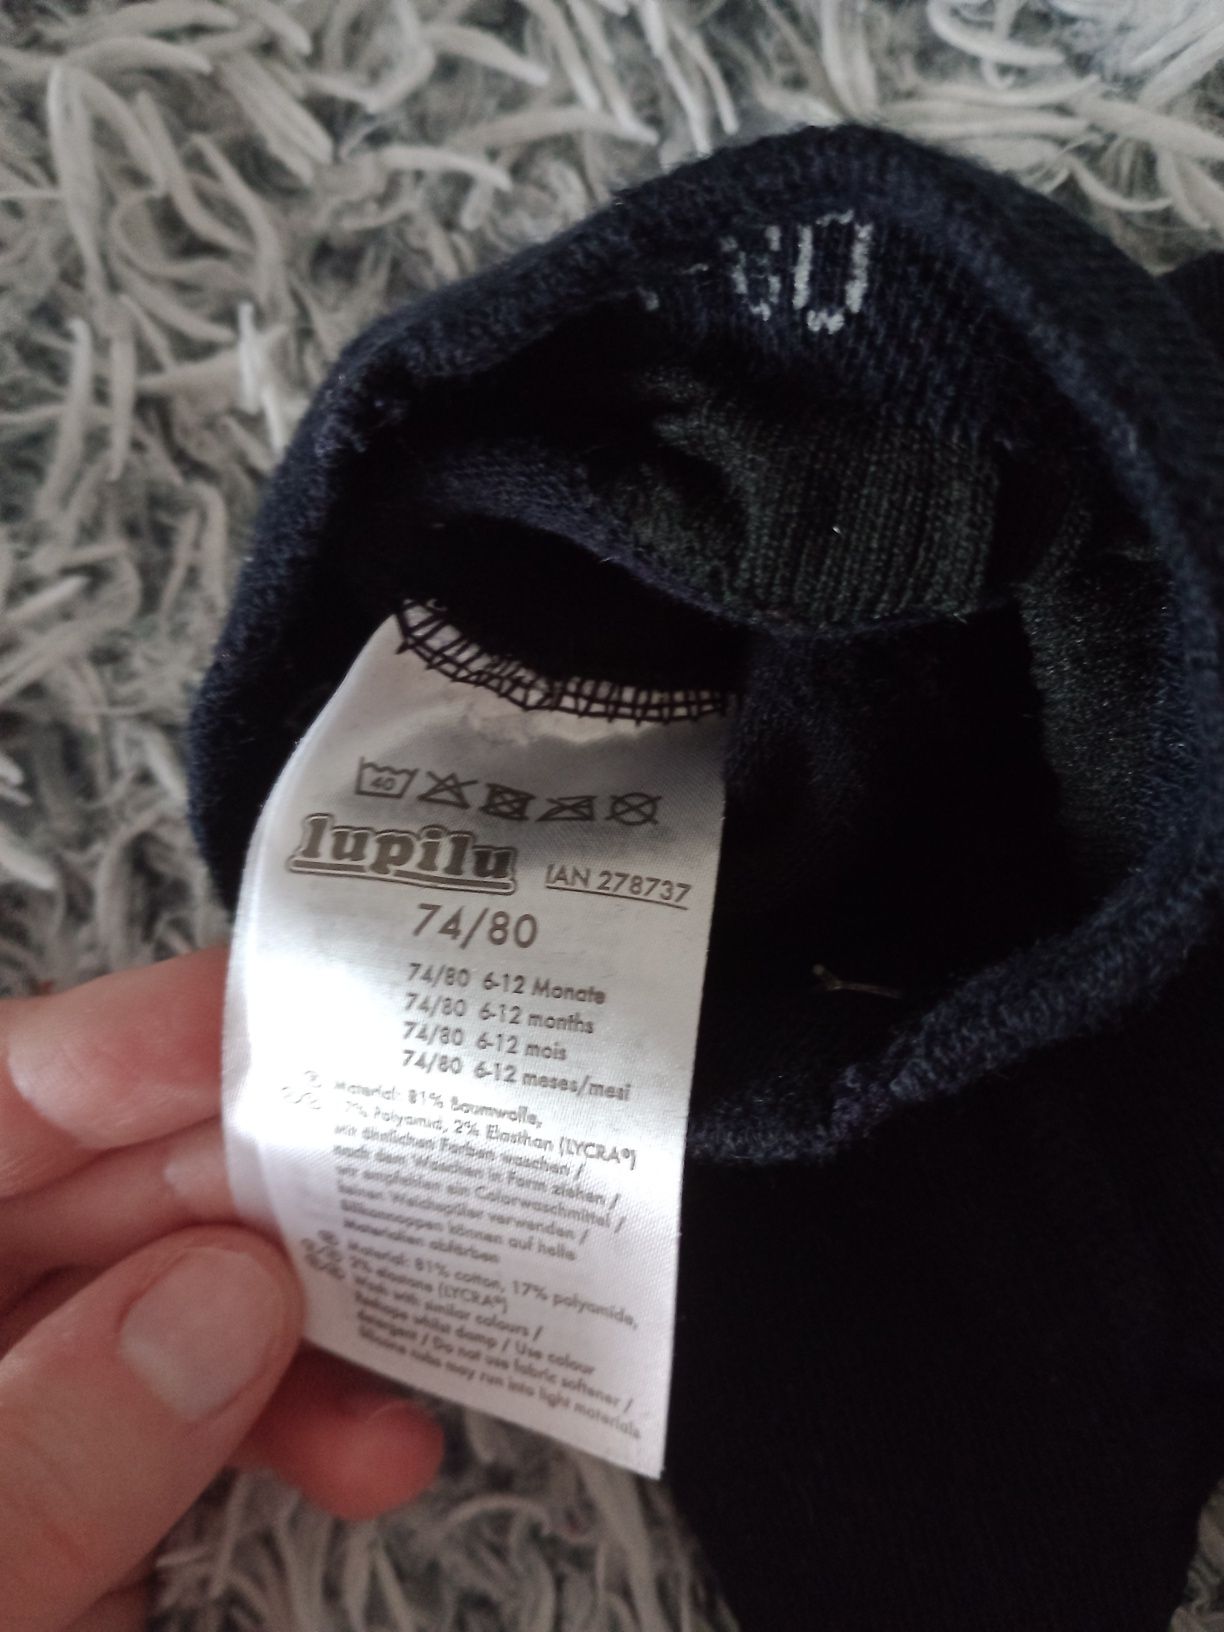 80
40
lupilu
IAN 278737
74/80
74/80 6-12 Monate
74/80 6-12 months
74/80 6-12 mois
74/80 6-12 meses/mesi
Material: 81% Baumwolle,
17% Polyamid, 2% Elasthan (LYCRA®)
Mit ähnlichen Farben waschen /
nach dem Waschen in Form ziehen /
wir empfehlen ein Colorwaschmittel /
keinen Weichspüler verwenden /
Silikonnoppen können auf helle
Materialien abfärben
Material: 81% cotton, 17% polyamide,
2% elastane (LYCRA®)
Wash with similar colours /
Reshape whilst damp / Use colour
detergent / Do not use fabric softener /
Silicone nubs may run into light materials